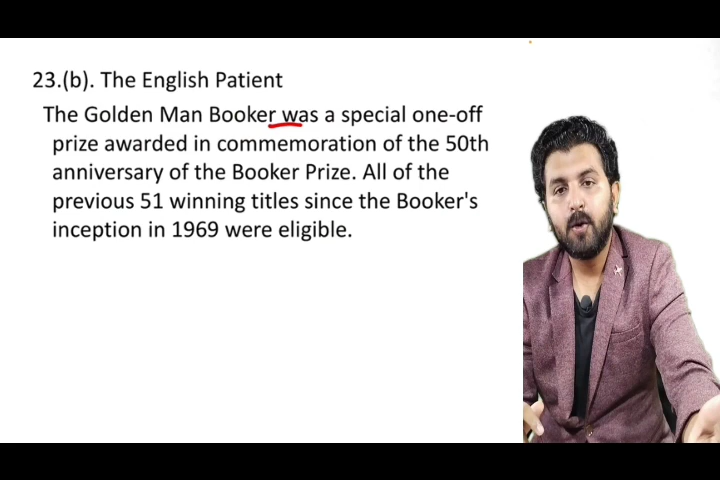 23.(b). The English Patient
The Golden Man Booker was a special one-off
prize awarded in commemoration of the 50th
anniversary of the Booker Prize. All of the
previous 51 winning titles since the Booker's
inception in 1969 were eligible.